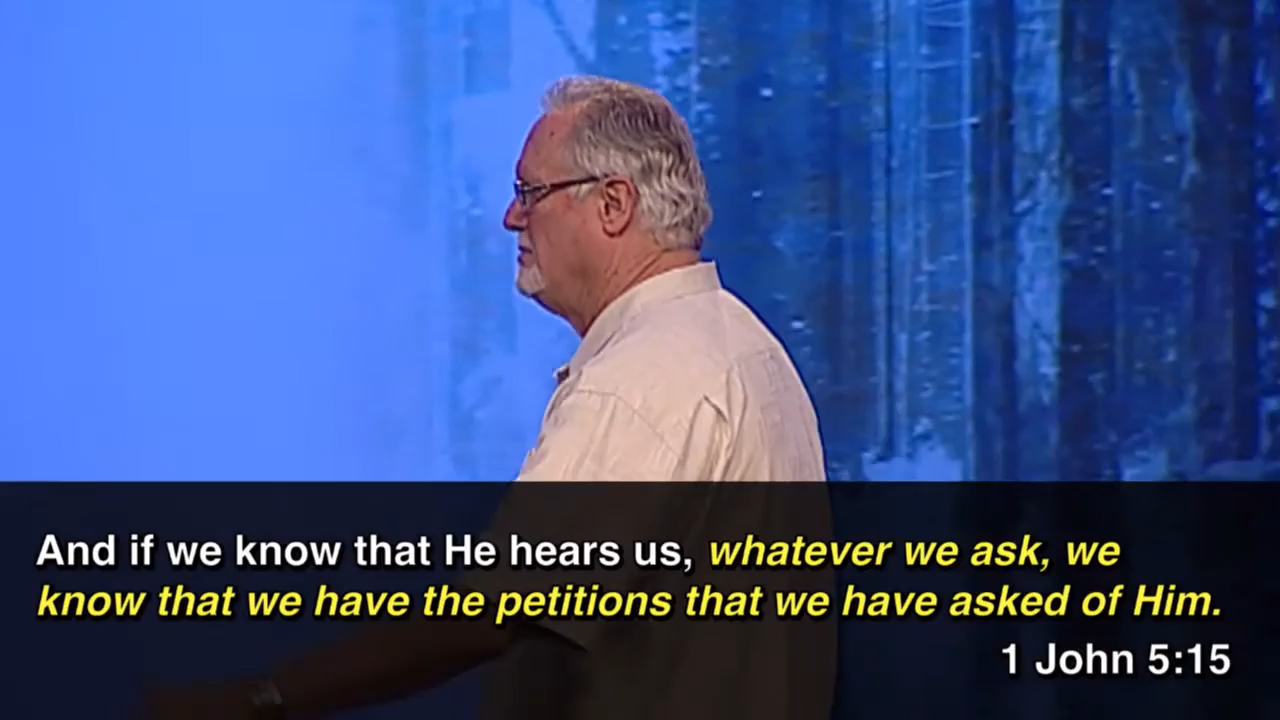 And if we know that He hears us, whatever we ask, we
know that we have the petitions that we have asked of Him.
1 John 5:15